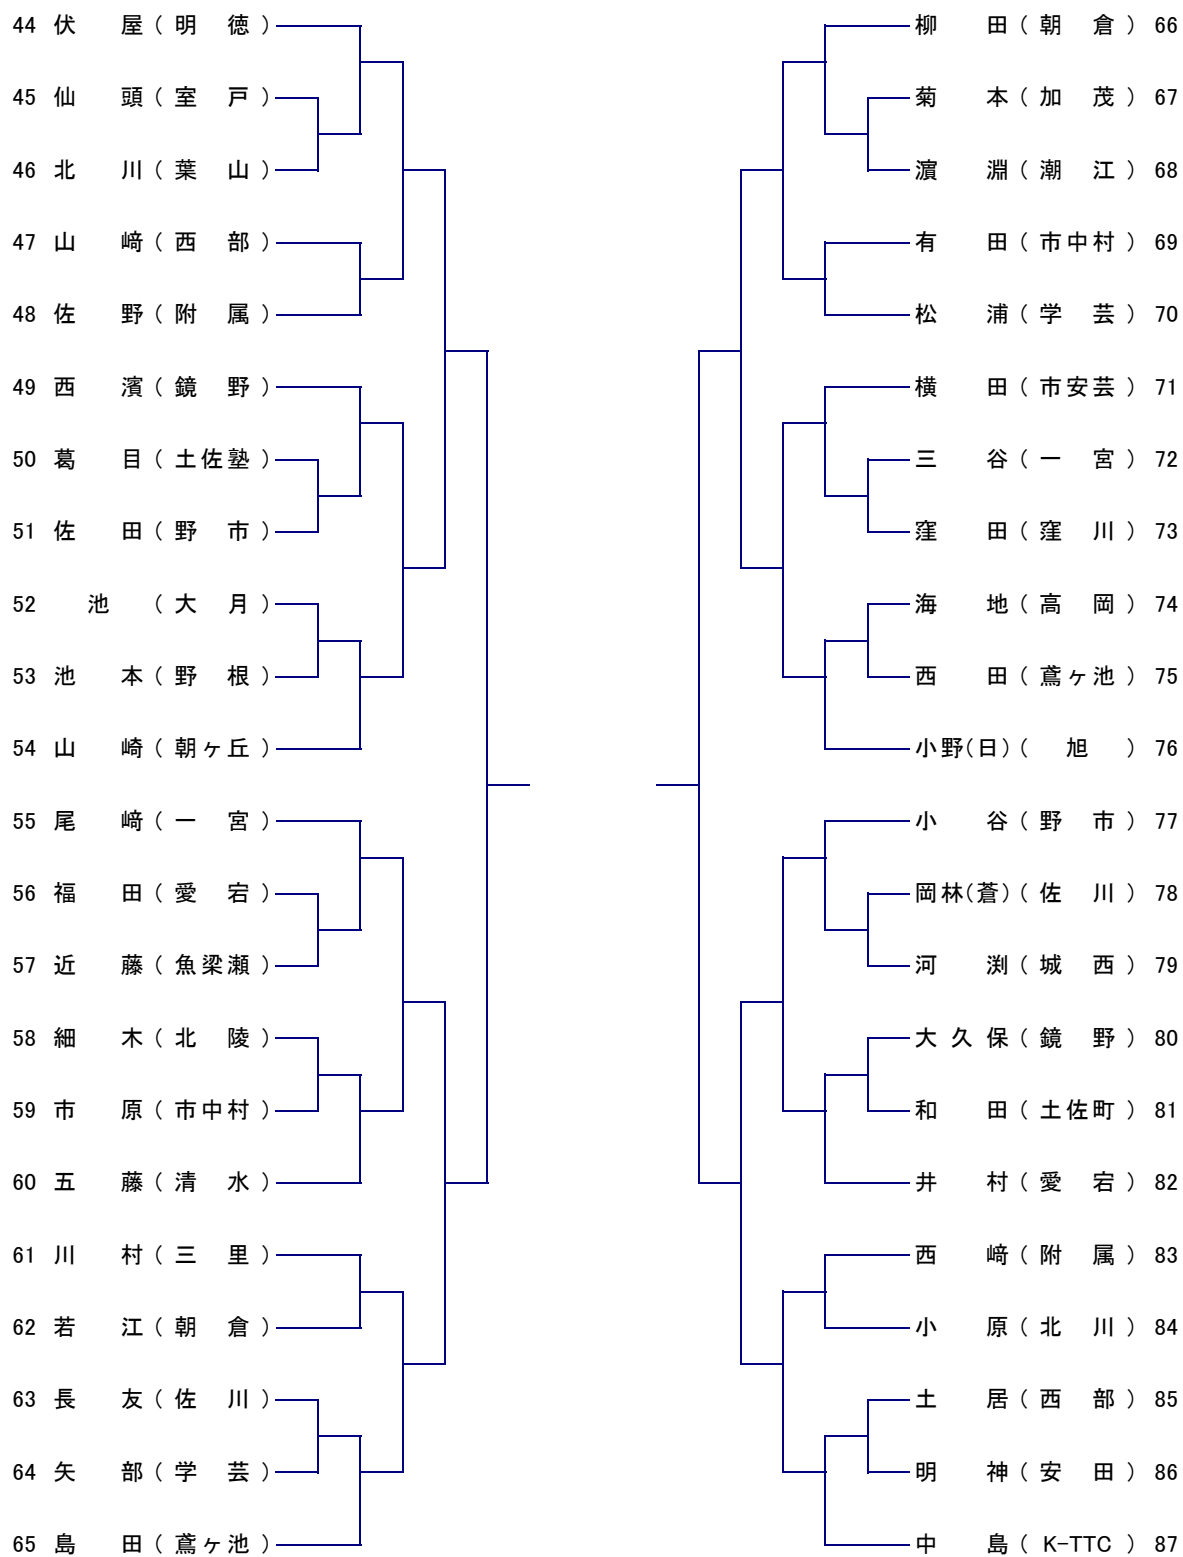 44 伏 屋 ( 明 徳 )
45 仙 頭 ( 室 戸 )
46 北 川 ( 葉 山 )
47 山 﨑 ( 西 部 )
48 佐 野 ( 附 属 )
49 西 濱 ( 鏡 野 )
50 葛 目 ( 土佐塾 )
51 佐 田 ( 野 市 )
52 池 ( 大 月 )
53 池 本 ( 野 根 )
54 山 崎 ( 朝ヶ丘 )
55 尾 﨑 ( 一 宮 )
56 福 田 ( 愛 宕 )
57 近 藤 ( 魚梁瀬 )
58 細 木 ( 北 陵 )
59 市 原 ( 市中村 )
60 五 藤 ( 清 水 )
61 川 村 ( 三 里 )
62 若 江 ( 朝 倉 )
63 長 友 ( 佐 川 )
64 矢 部 ( 学 芸 )
65 島 田 ( 鳶ヶ池 )
柳 田 ( 朝 倉 ) 66
菊 本 ( 加 茂 ) 67
濵 淵 ( 潮 江 ) 68
有 田 ( 市中村 ) 69
松 浦 ( 学 芸 ) 70
横 田 ( 市安芸 ) 71
三 谷 ( 一 宮 ) 72
窪 田 ( 窪 川 ) 73
海 地 ( 高 岡 ) 74
西 田 ( 鳶ヶ池 ) 75
小野(日) ( 旭 ) 76
小 谷 ( 野 市 ) 77
岡林(蒼) ( 佐 川 ) 78
河 渕 ( 城 西 ) 79
大 久 保 ( 鏡 野 ) 80
和 田 ( 土佐町 ) 81
井 村 ( 愛 宕 ) 82
西 﨑 ( 附 属 ) 83
小 原 ( 北 川 ) 84
土 居 ( 西 部 ) 85
明 神 ( 安 田 ) 86
中 島 ( K-TTC ) 87